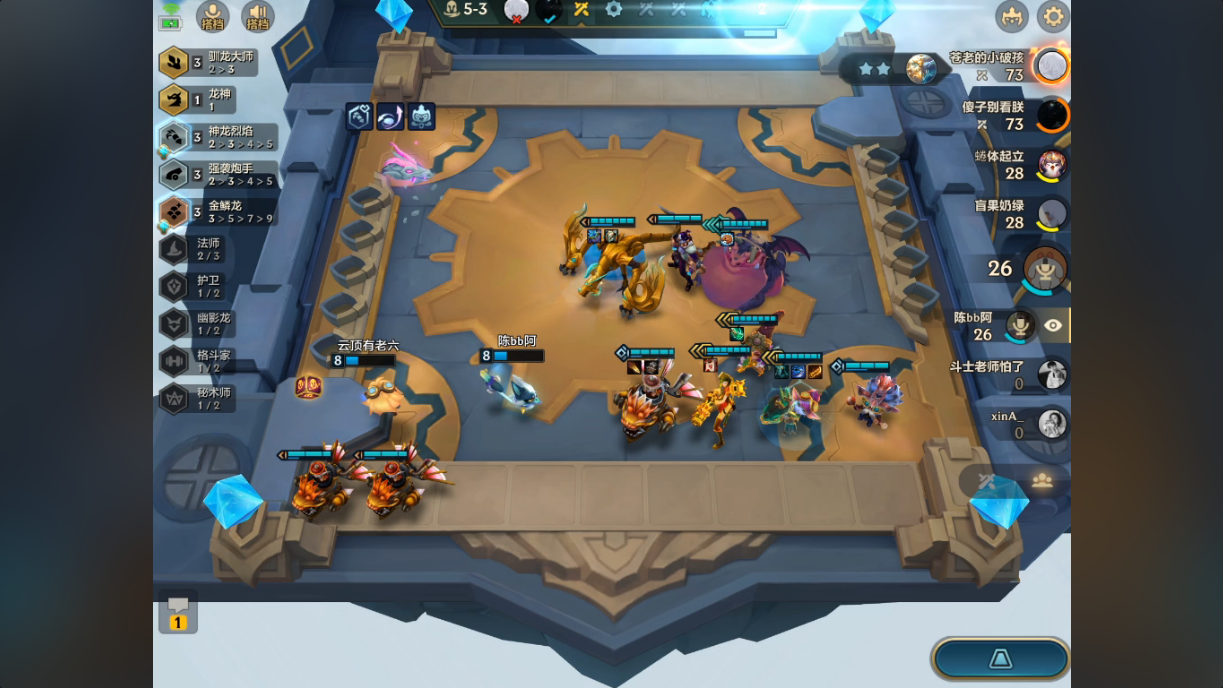 5-3
2
搭档
搭档
3 驯龙大师
2 > 3
1 龙神
1
3 神龙烈焰
2 > 3 > 4 > 5
3 强袭炮手
2 > 3 > 4 > 5
3 金鳞龙
3 > 5 > 7 > 9
法师
2 / 3
护卫
1 / 2
幽影龙
1 / 2
格斗家
1 / 2
秘术师
1 / 2
苍老的小破孩
73
傻子别看朕
73
蜷体起立
28
盲果奶绿
28
26
陈bb阿
26
斗士老师怕了
0
xinA_
0
云顶有老六
8
陈bb阿
8
1